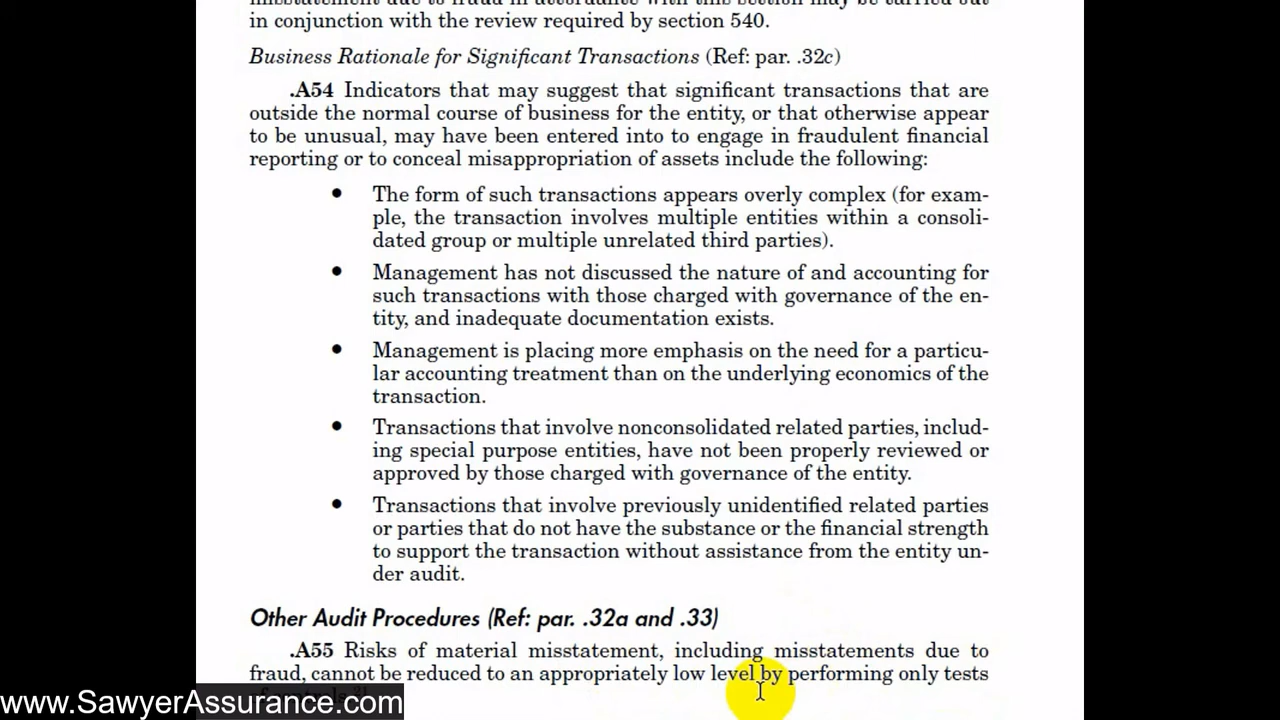 in conjunction with the review required by section 540.
Business Rationale for Significant Transactions (Ref: par. .32c)
.A54 Indicators that may suggest that significant transactions that are
outside the normal course of business for the entity, or that otherwise appear
to be unusual, may have been entered into to engage in fraudulent financial
reporting or to conceal misappropriation of assets include the following:
• The form of such transactions appears overly complex (for exam-
ple, the transaction involves multiple entities within a consoli-
dated group or multiple unrelated third parties).
• Management has not discussed the nature of and accounting for
such transactions with those charged with governance of the en-
tity, and inadequate documentation exists.
• Management is placing more emphasis on the need for a particu-
lar accounting treatment than on the underlying economics of the
transaction.
• Transactions that involve nonconsolidated related parties, includ-
ing special purpose entities, have not been properly reviewed or
approved by those charged with governance of the entity.
• Transactions that involve previously unidentified related parties
or parties that do not have the substance or the financial strength
to support the transaction without assistance from the entity un-
der audit.
Other Audit Procedures (Ref: par. .32a and .33)
.A55 Risks of material misstatement, including misstatements due to
fraud, cannot be reduced to an appropriately low level by performing only tests
www.SawyerAssurance.com